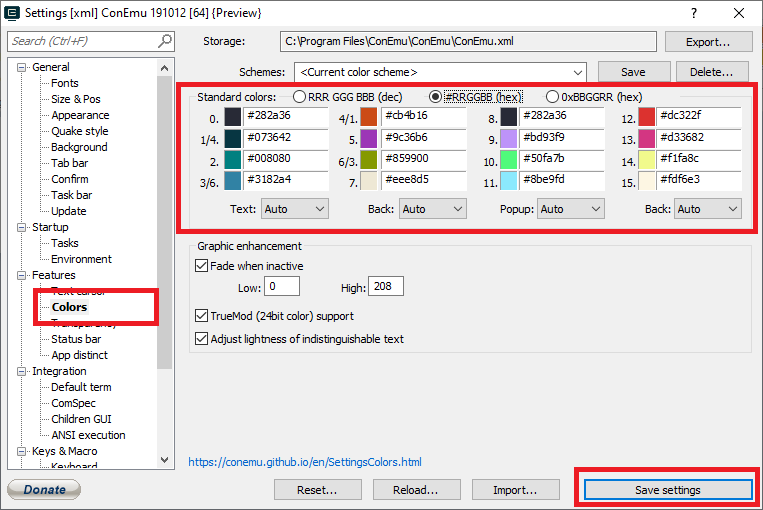 Settings [xml] ConEmu 191012 [64] {Preview}
Search (Ctrl+F)
General
Fonts
Size & Pos
Appearance
Quake style
Background
Tab bar
Confirm
Task bar
Update
Startup
Tasks
Environment
Features
Text cursor
Colors
Transparency
Status bar
App distinct
Integration
Default term
ComSpec
Children GUI
ANSI execution
Keys & Macro
Keyboard
Storage: C:\Program Files\ConEmu\ConEmu\ConEmu.xml Export...
Schemes: <Current color scheme> Save Delete...
Standard colors: RRR GGG BBB (dec) #RRGGBB (hex) 0xBBGGRR (hex)
0. #282a36 4/1. #cb4b16 8. #282a36 12. #dc322f
1/4. #073642 5. #9c36b6 9. #bd93f9 13. #d33682
2. #008080 6/3. #859900 10. #50fa7b 14. #f1fa8c
3/6. #3182a4 7. #eee8d5 11. #8be9fd 15. #fdf6e3
Text: Auto Back: Auto Popup: Auto Back: Auto
Graphic enhancement
Fade when inactive
Low: 0 High: 208
TrueMod (24bit color) support
Adjust lightness of indistinguishable text
https://conemu.github.io/en/SettingsColors.html
Donate Reset... Reload... Import... Save settings